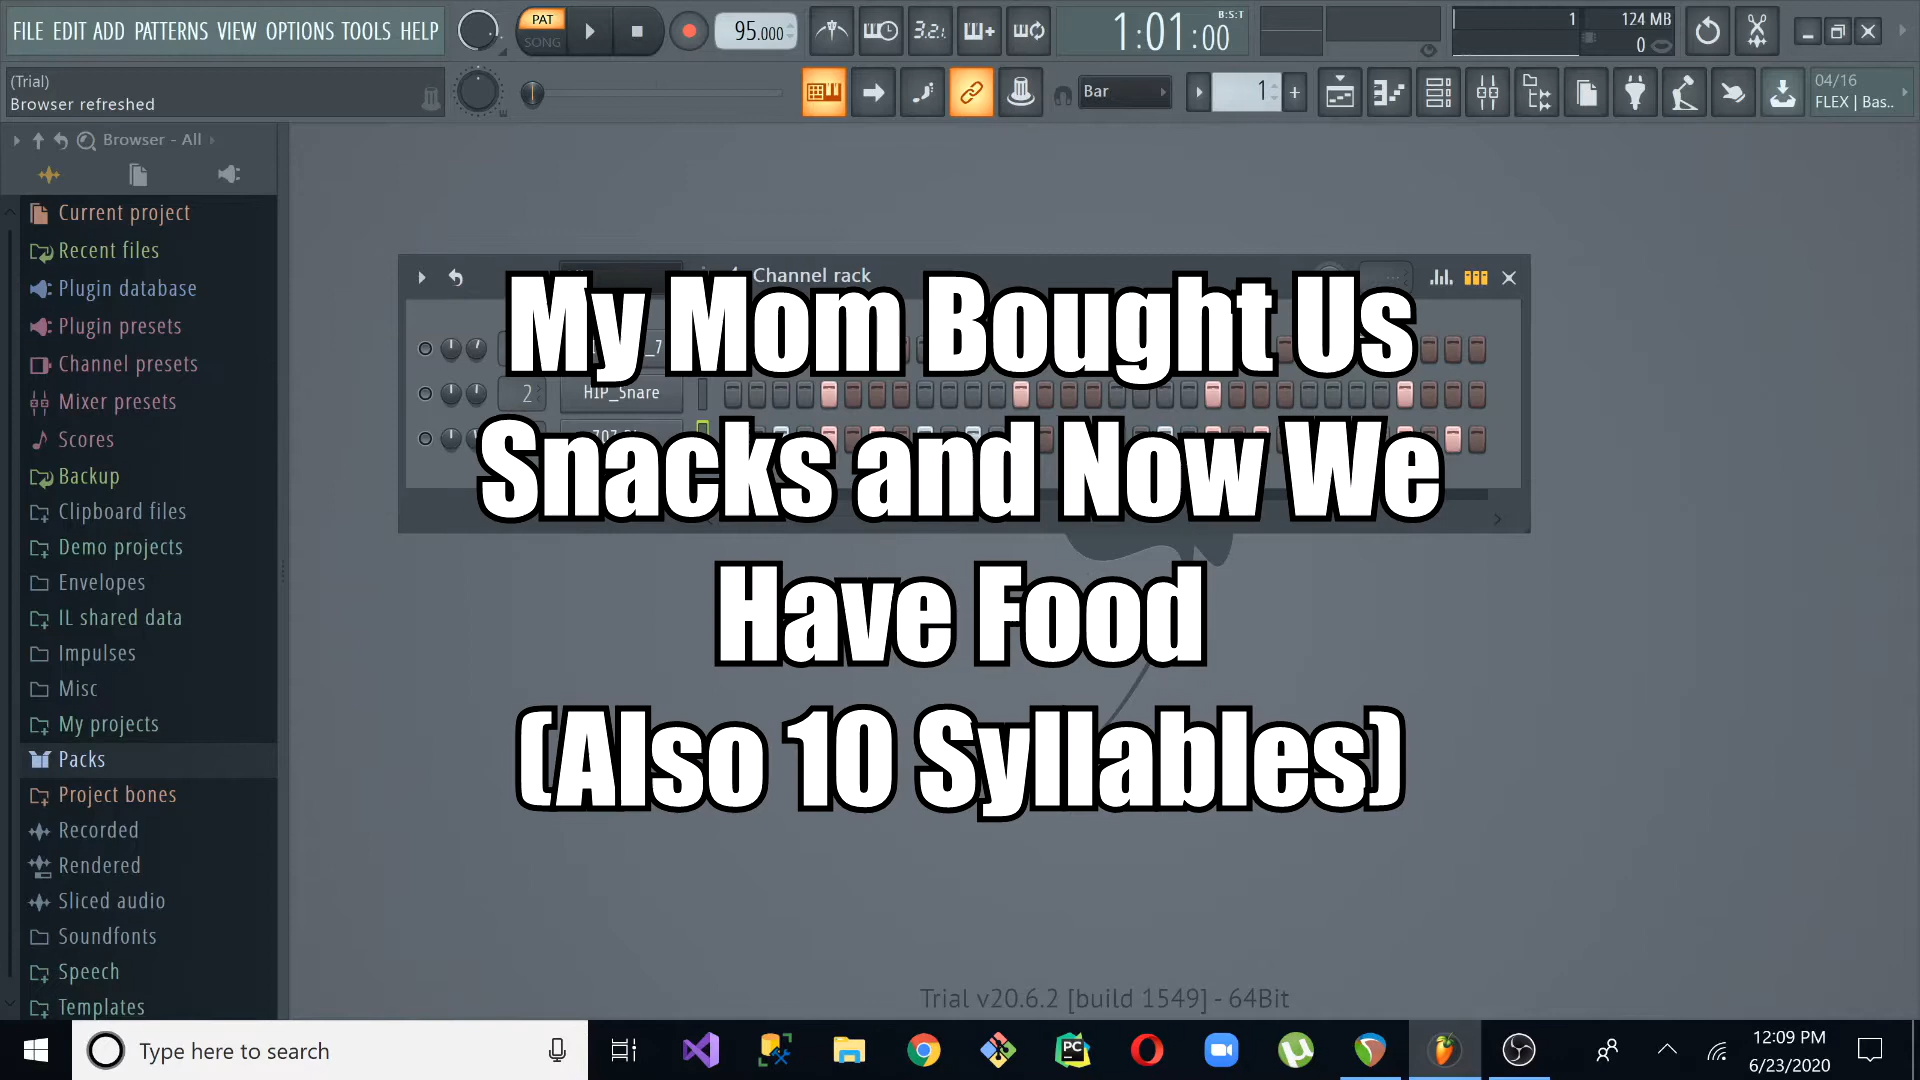 FILE EDIT ADD PATTERNS VIEW OPTIONS TOOLS HELP
PAT
SONG
95.000
3.2.1
1:01:00
B:S:T
1
124 MB
0
(Trial)
Browser refreshed
Bar
1
04/16
FLEX | Bas..
Browser - All
Current project
Recent files
Plugin database
Plugin presets
Channel presets
Mixer presets
Scores
Backup
Clipboard files
Demo projects
Envelopes
IL shared data
Impulses
Misc
My projects
Packs
Project bones
Recorded
Rendered
Sliced audio
Soundfonts
Speech
Templates
Channel rack
2
HIP_Snare
My Mom Bought Us
Snacks and Now We
Have Food
(Also 10 Syllables)
Trial v20.6.2 [build 1549] - 64Bit
Type here to search
PC
12:09 PM
6/23/2020